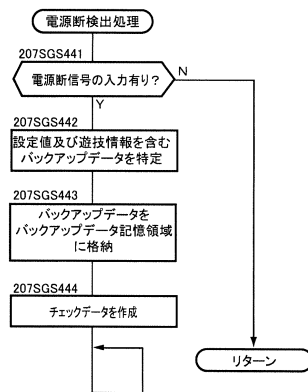 電源断検出処理
207SGS441
電源断信号の入力有り？
N
Y
207SGS442
設定値及び遊技情報を含む
バックアップデータを特定
207SGS443
バックアップデータを
バックアップデータ記憶領域
に格納
207SGS444
チェックデータを作成
リターン